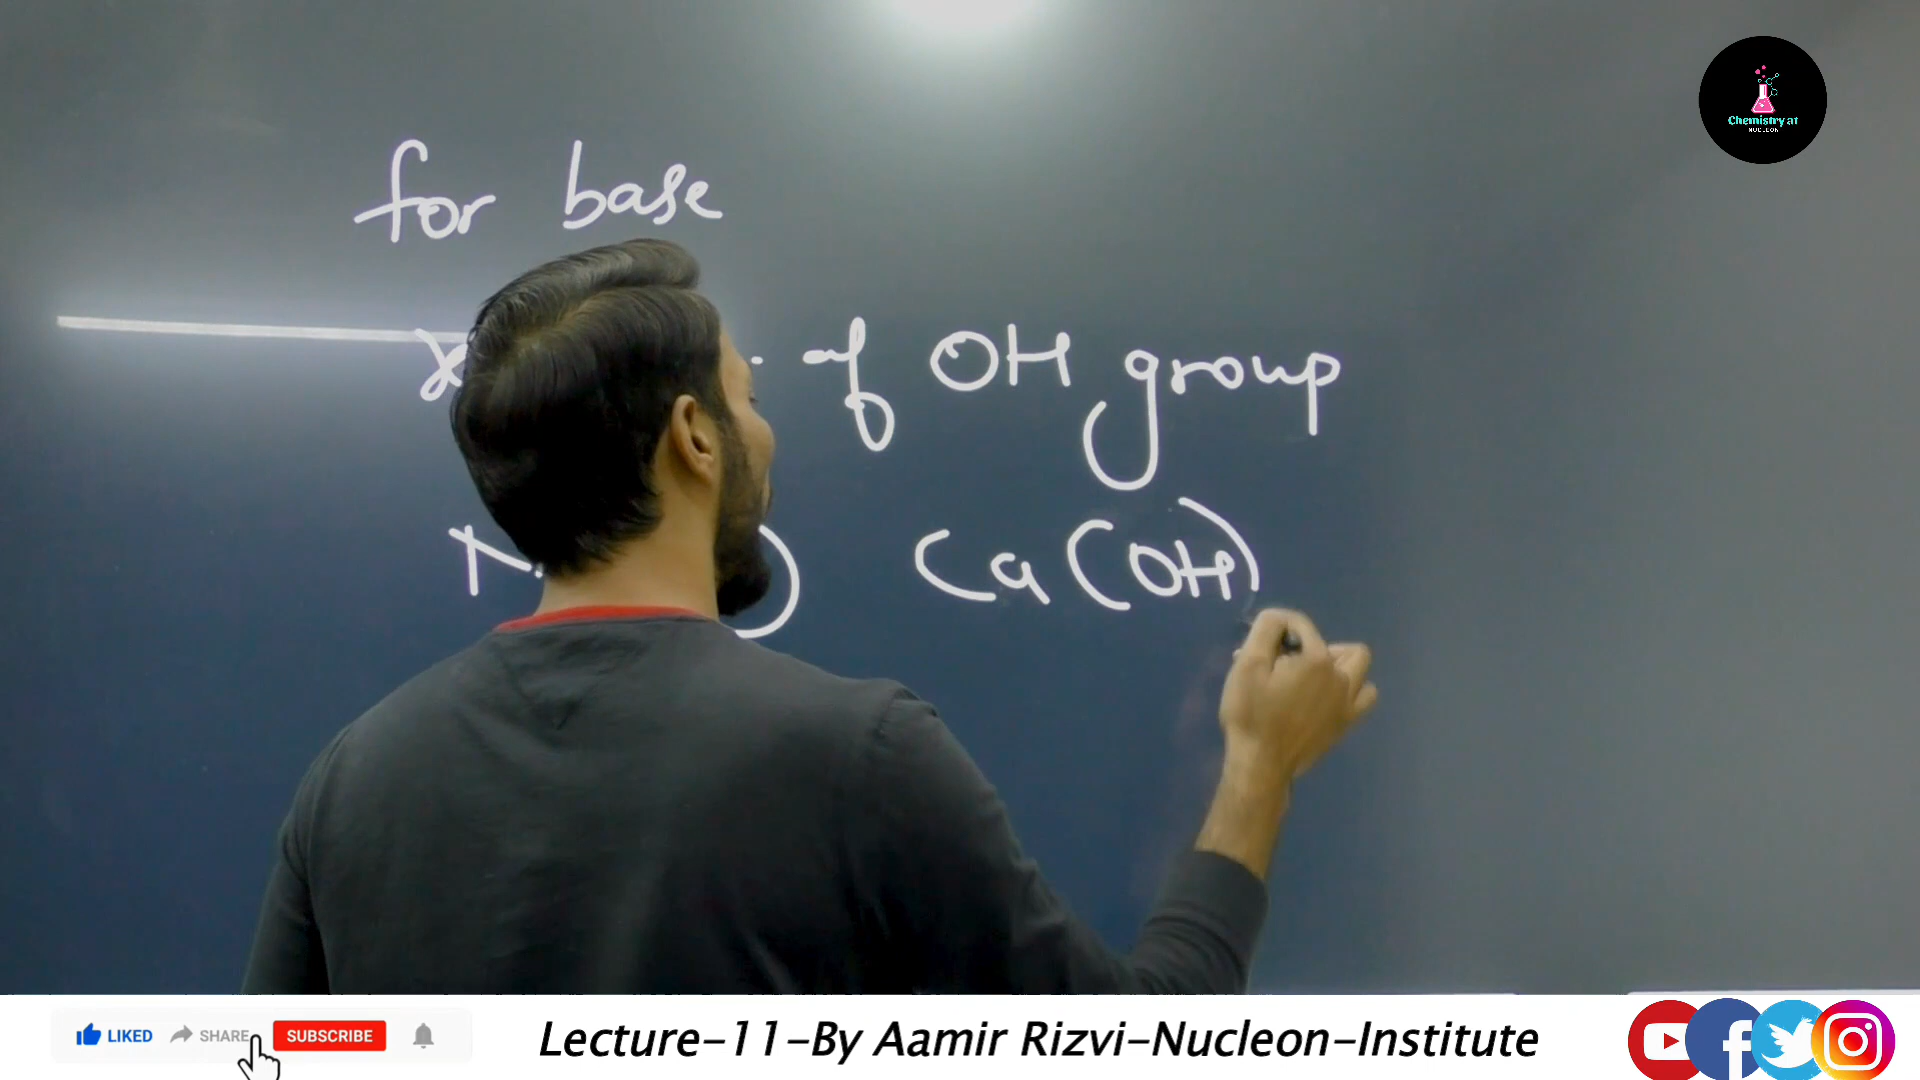 Chemistry at
NUCLEON
for base
of OH group
Ca(OH)
LIKED SHARE SUBSCRIBE
Lecture-11-By Aamir Rizvi-Nucleon-Institute